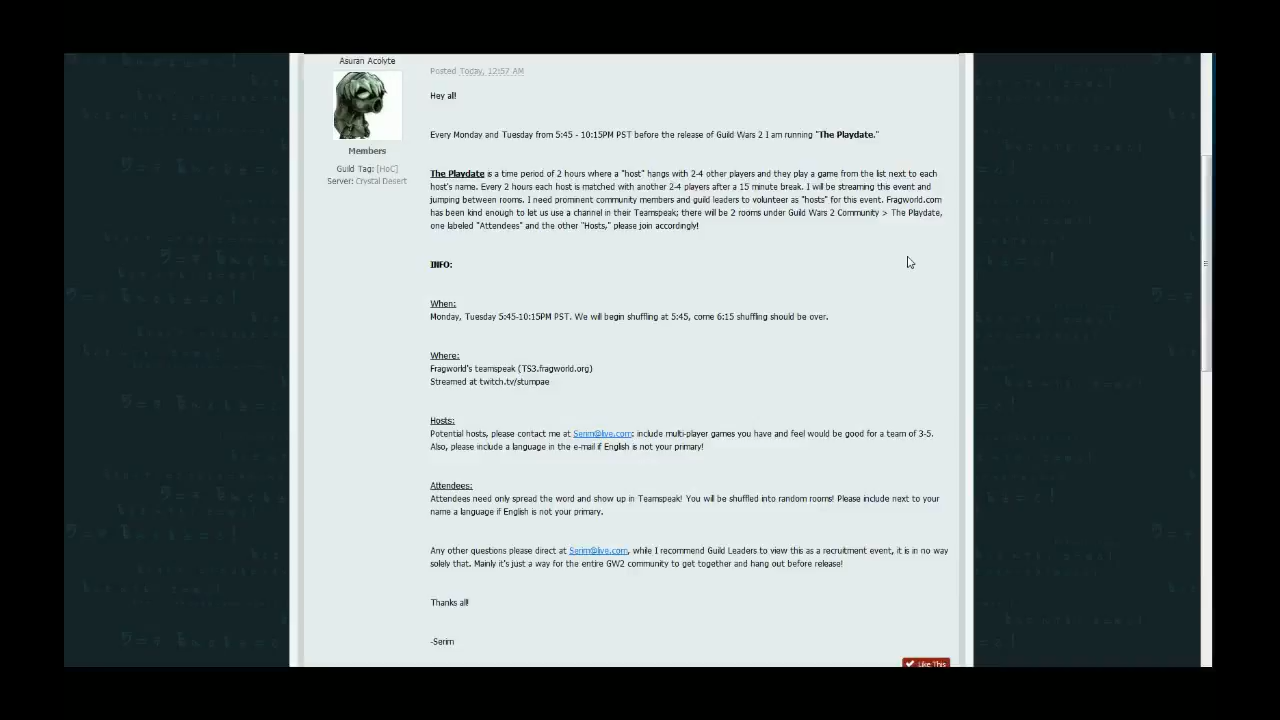 Asuran Acolyte
Members
Guild Tag: [HoC]
Server: Crystal Desert
Posted Today, 12:57 AM
Hey all!
Every Monday and Tuesday from 5:45 - 10:15PM PST before the release of Guild Wars 2 I am running "The Playdate."
The Playdate is a time period of 2 hours where a "host" hangs with 2-4 other players and they play a game from the list next to each
host's name. Every 2 hours each host is matched with another 2-4 players after a 15 minute break. I will be streaming this event and
jumping between rooms. I need prominent community members and guild leaders to volunteer as "hosts" for this event. Fragworld.com
has been kind enough to let us use a channel in their Teamspeak; there will be 2 rooms under Guild Wars 2 Community > The Playdate,
one labeled "Attendees" and the other "Hosts," please join accordingly!
INFO:
When:
Monday, Tuesday 5:45-10:15PM PST. We will begin shuffling at 5:45, come 6:15 shuffling should be over.
Where:
Fragworld's teamspeak (TS3.fragworld.org)
Streamed at twitch.tv/stumpae
Hosts:
Potential hosts, please contact me at Serim@live.com; include multi-player games you have and feel would be good for a team of 3-5.
Also, please include a language in the e-mail if English is not your primary!
Attendees:
Attendees need only spread the word and show up in Teamspeak! You will be shuffled into random rooms! Please include next to your
name a language if English is not your primary.
Any other questions please direct at Serim@live.com, while I recommend Guild Leaders to view this as a recruitment event, it is in no way
solely that. Mainly it's just a way for the entire GW2 community to get together and hang out before release!
Thanks all!
-Serim
Like This